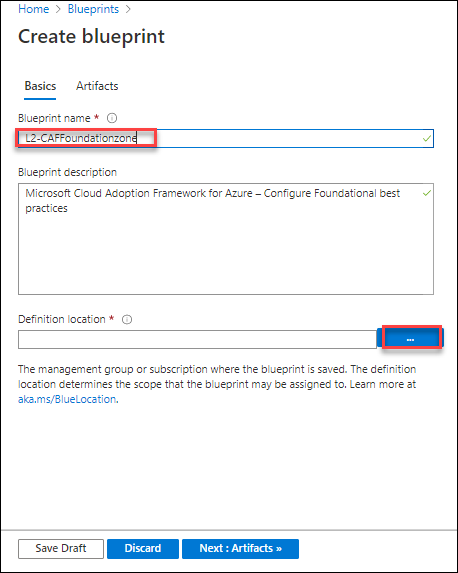 Home > Blueprints >
Create blueprint
Basics Artifacts
Blueprint name *
L2-CAFFoundationzone
Blueprint description
Microsoft Cloud Adoption Framework for Azure – Configure Foundational best
practices
Definition location *
...
The management group or subscription where the blueprint is saved. The definition
location determines the scope that the blueprint may be assigned to. Learn more at
aka.ms/BlueLocation.
Save Draft Discard Next : Artifacts »